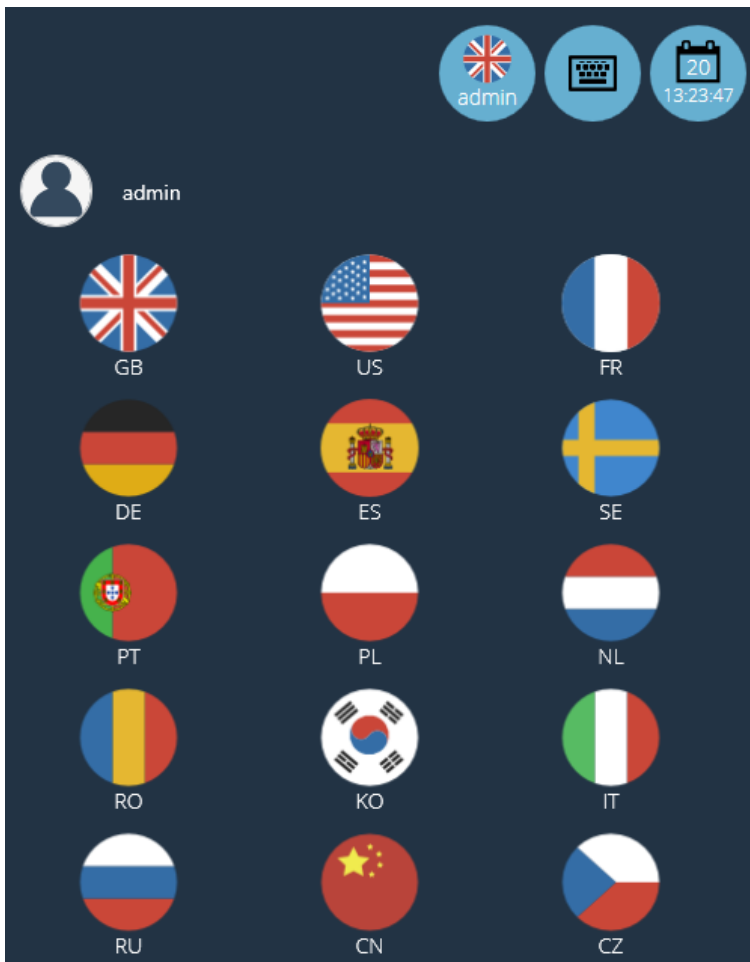 20
admin 13:23:47
admin
GB US FR
DE ES SE
PT PL NL
RO KO IT
RU CN CZ